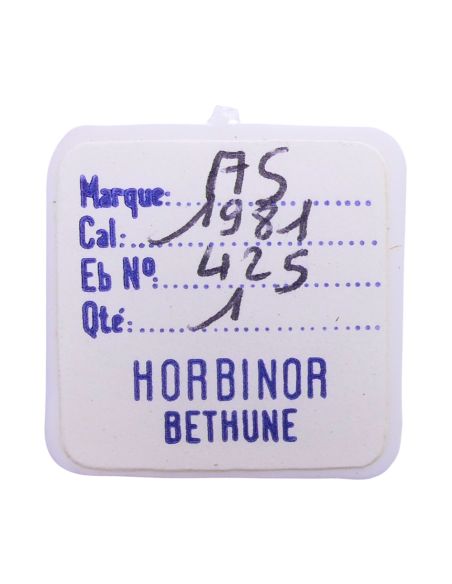 Marque: AS
Cal.: 1981
Eb Nº: 425
Qté: 1
HORBINOR
BETHUNE